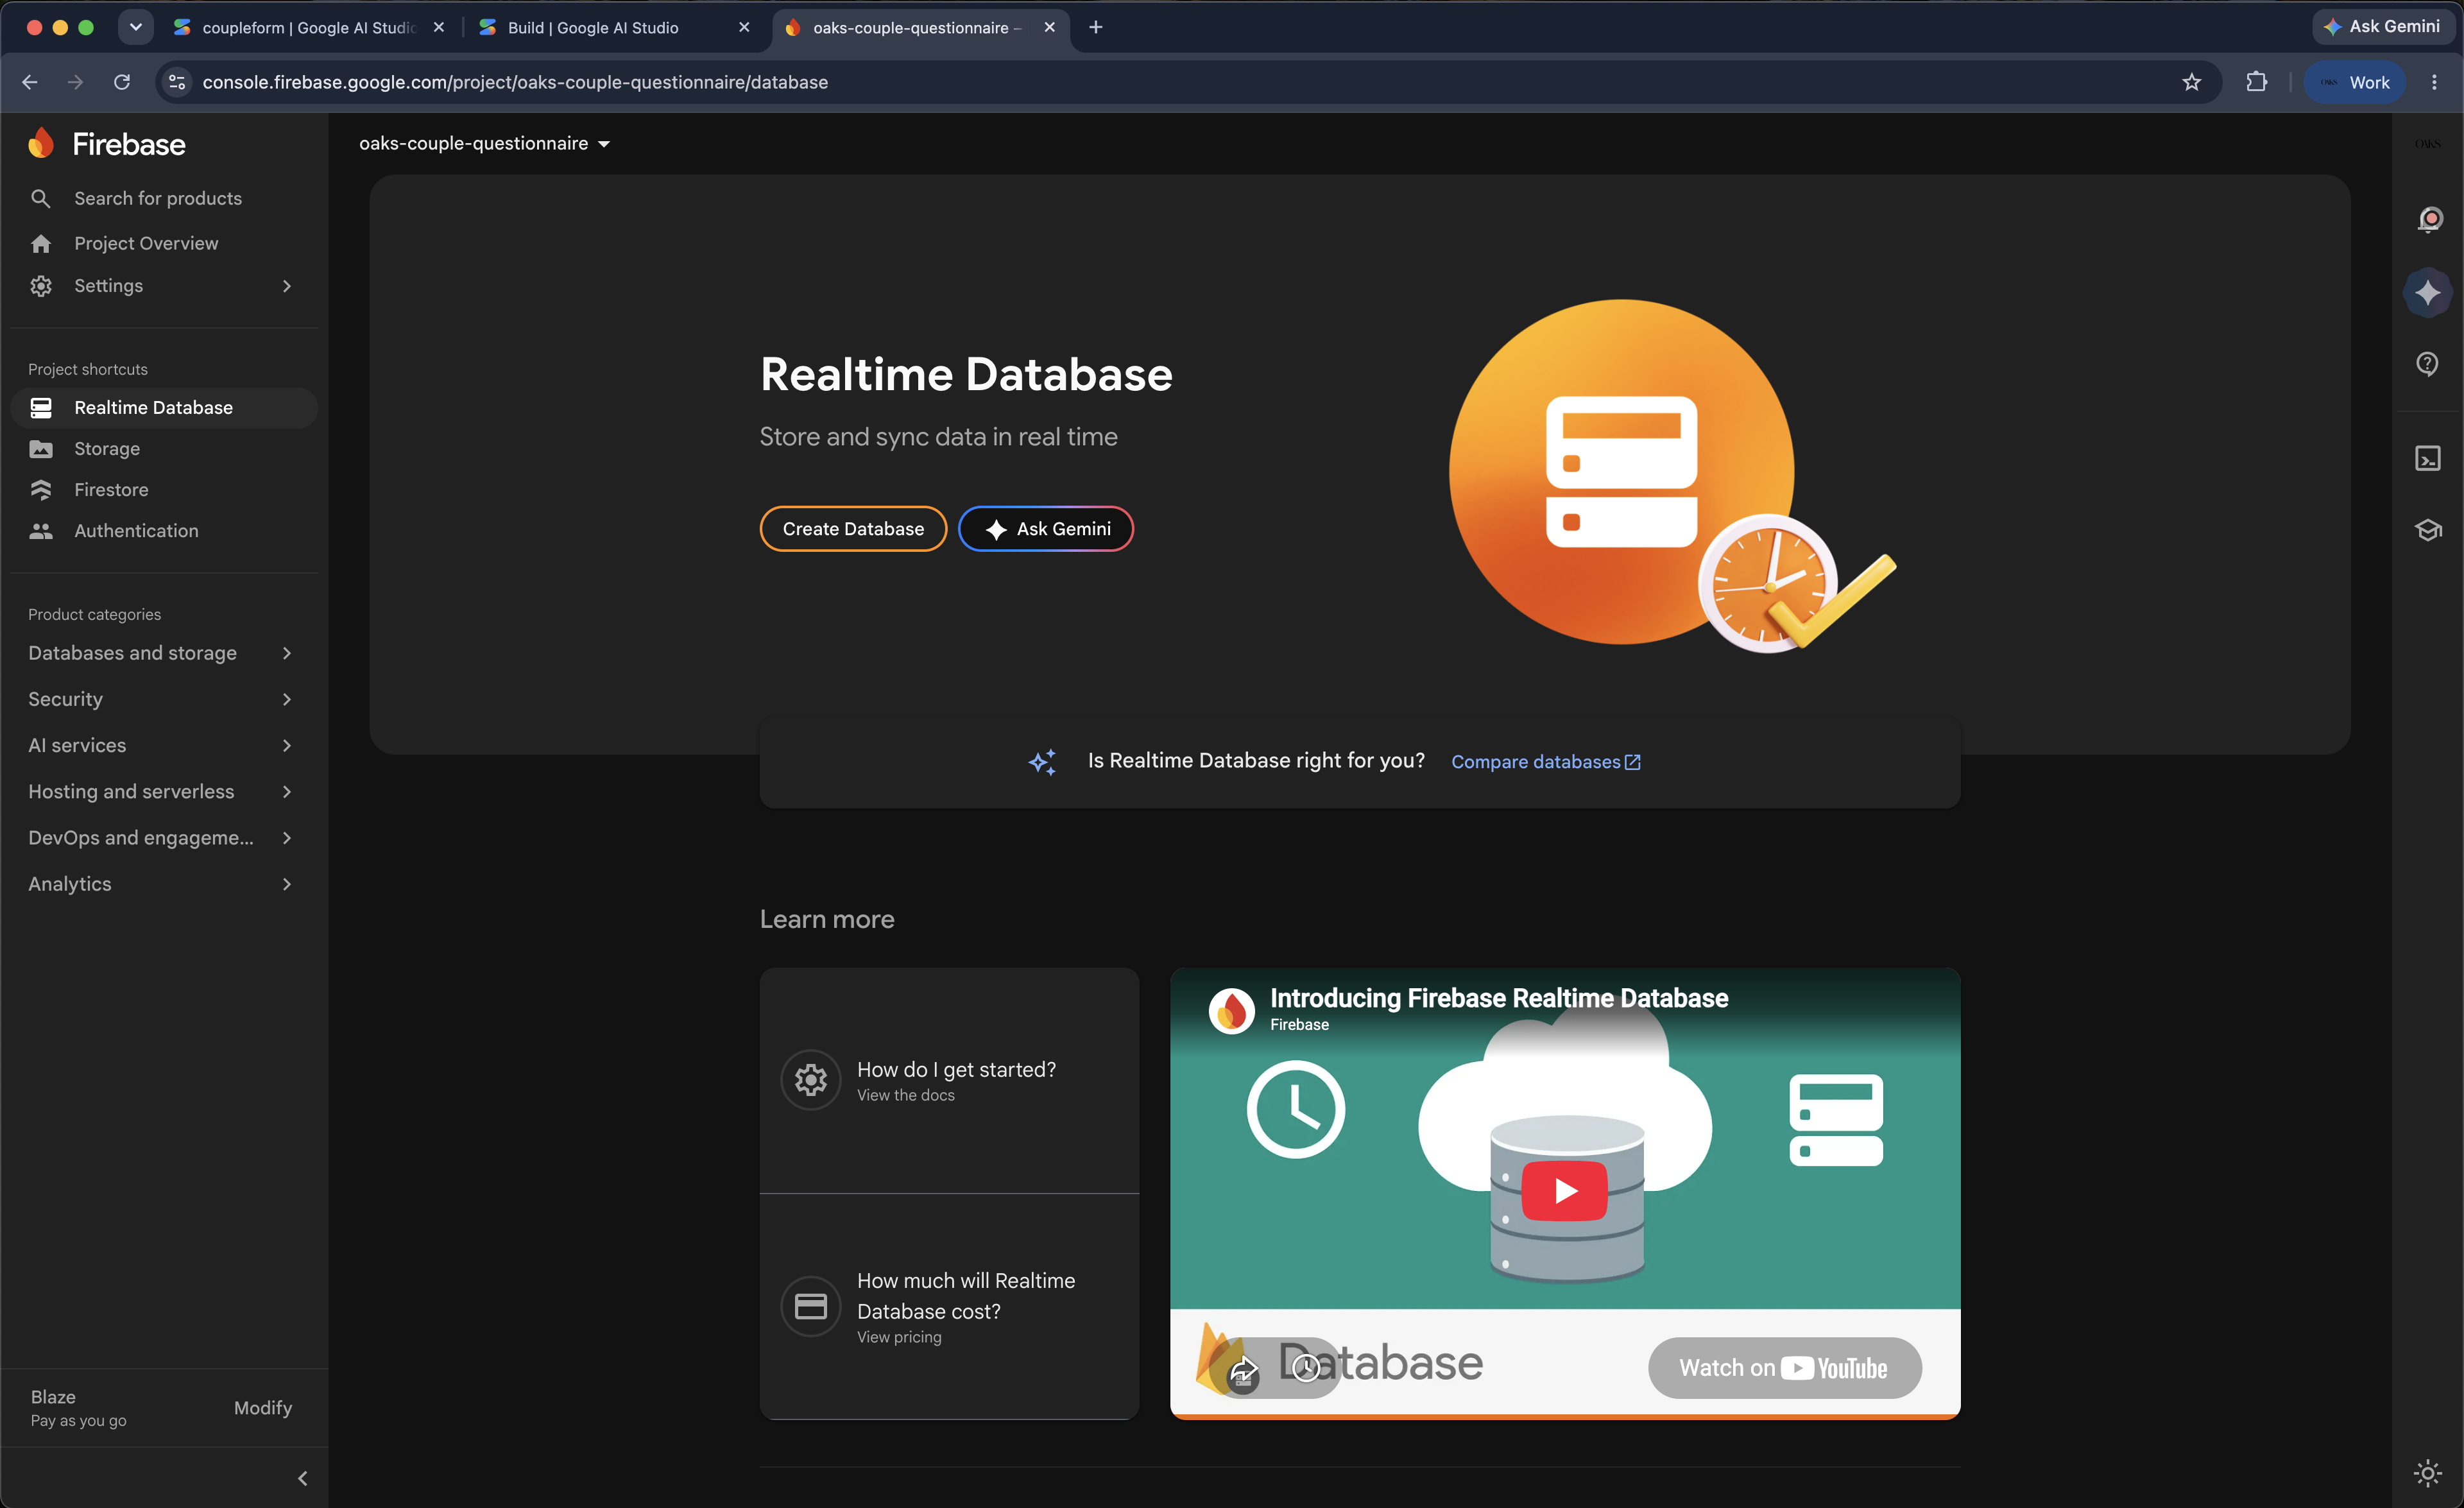 coupleform | Google AI Studio
Build | Google AI Studio
oaks-couple-questionnaire –
Ask Gemini
console.firebase.google.com/project/oaks-couple-questionnaire/database
OAKS
Work
Firebase
Search for products
Project Overview
Settings
Project shortcuts
Realtime Database
Storage
Firestore
Authentication
Product categories
Databases and storage
Security
AI services
Hosting and serverless
DevOps and engageme...
Analytics
Blaze
Pay as you go
Modify
oaks-couple-questionnaire
OAKS
Realtime Database
Store and sync data in real time
Create Database
Ask Gemini
Is Realtime Database right for you?
Compare databases
Learn more
How do I get started?
View the docs
How much will Realtime
Database cost?
View pricing
Introducing Firebase Realtime Database
Firebase
Database
Watch on YouTube